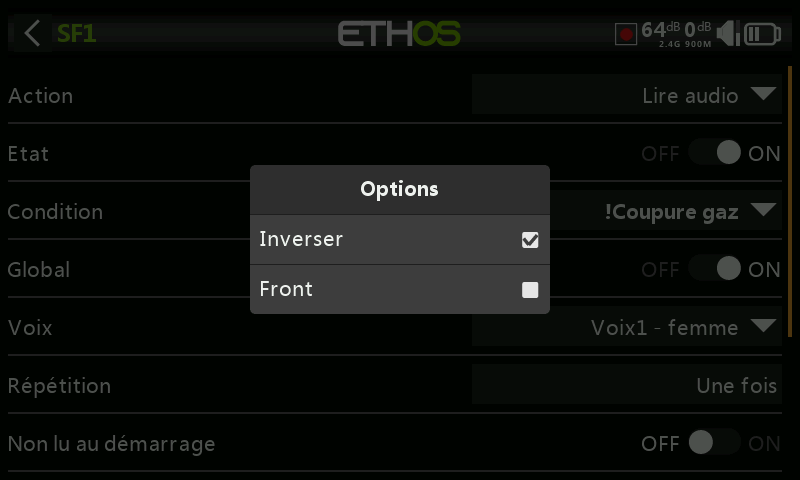 SF1
ETHOS
64dB 0dB
2.4G 900M
Action
Lire audio
Etat
OFF ON
Options
Condition
!Coupure gaz
Inverser
Global
OFF ON
Front
Voix
Voix1 - femme
Répétition
Une fois
Non lu au démarrage
OFF ON